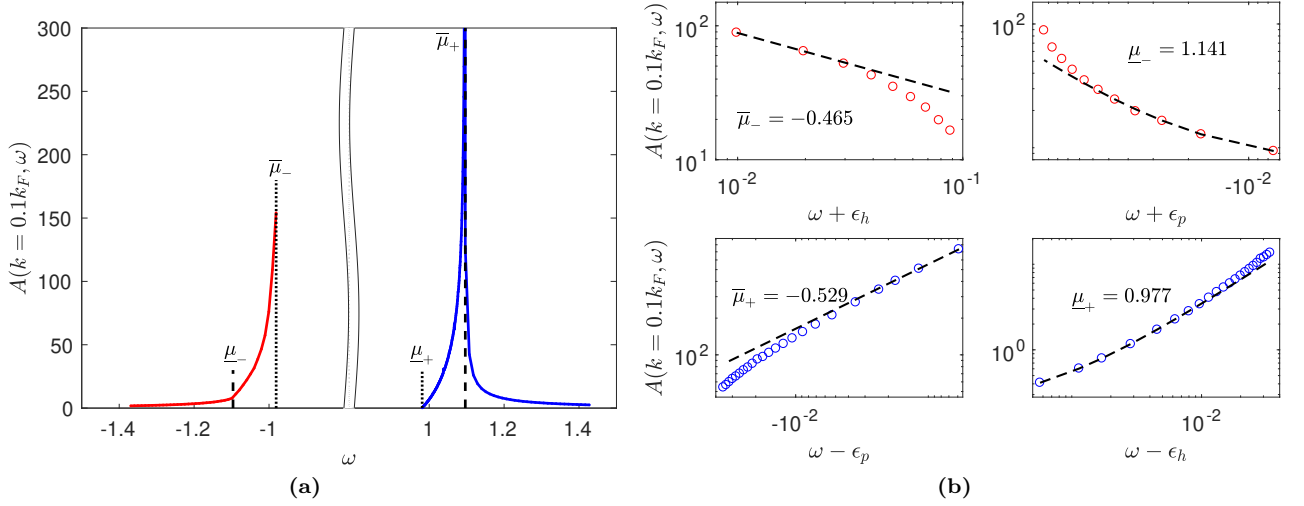 300
250
200
150
100
50
0
A(k = 0.1k_F, ω)
μ̅₊
μ̅₋
μ̲₋
μ̲₊
-1.4 -1.2 -1 1 1.2 1.4
ω
(a)
10² 
10¹
A(k = 0.1k_F, ω)
μ̅₋ = −0.465
10⁻² 10⁻¹
ω + ϵ_h
10²
μ̲₋ = 1.141
-10⁻²
ω + ϵ_p
10²
A(k = 0.1k_F, ω)
μ̅₊ = −0.529
-10⁻²
ω − ϵ_p
10⁰
μ̲₊ = 0.977
10⁻²
ω − ϵ_h
(b)